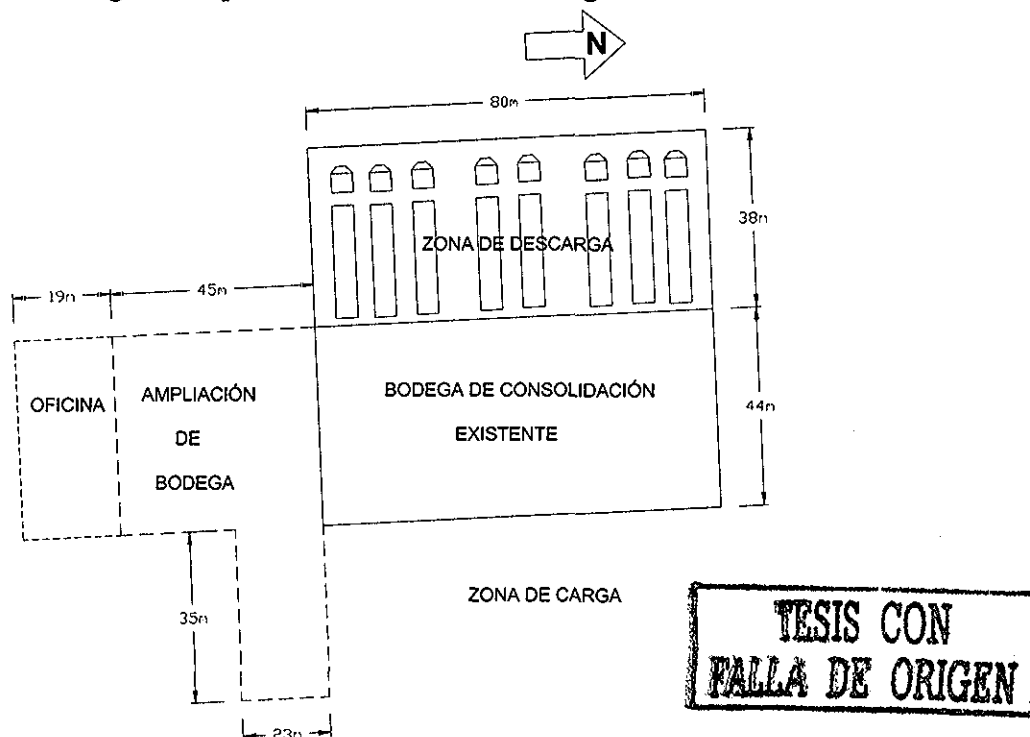 N
80m
38m
ZONA DE DESCARGA
19m
45m
OFICINA
AMPLIACIÓN
DE
BODEGA
BODEGA DE CONSOLIDACIÓN
EXISTENTE
44m
35m
ZONA DE CARGA
TESIS CON
FALLA DE ORIGEN
23m